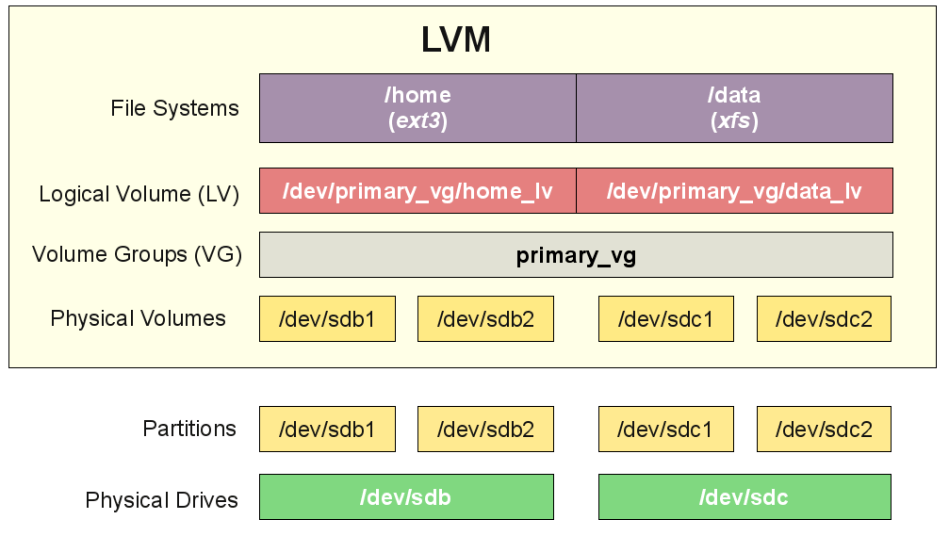 LVM
File Systems
/home
(ext3)
/data
(xfs)
Logical Volume (LV)
/dev/primary_vg/home_lv
/dev/primary_vg/data_lv
Volume Groups (VG)
primary_vg
Physical Volumes
/dev/sdb1
/dev/sdb2
/dev/sdc1
/dev/sdc2
Partitions
/dev/sdb1
/dev/sdb2
/dev/sdc1
/dev/sdc2
Physical Drives
/dev/sdb
/dev/sdc